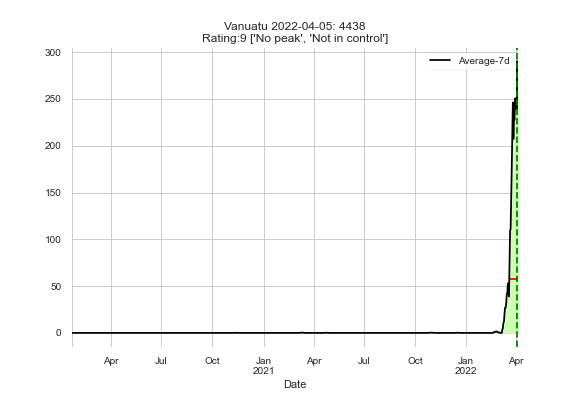 Vanuatu 2022-04-05: 4438
Rating:9 ['No peak', 'Not in control']
Average-7d
300
250
200
150
100
50
0
Apr Jul Oct Jan Apr Jul Oct Jan Apr
2021 2022
Date